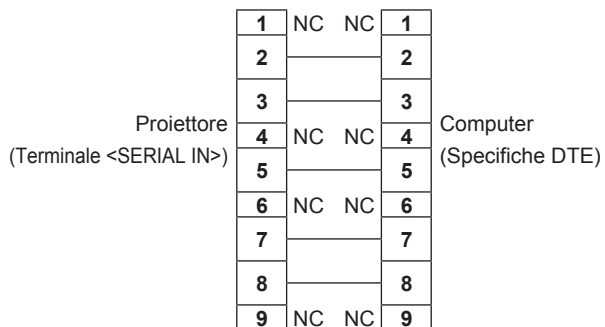 1 NC NC 1
2 2
3 3
Proiettore
(Terminale <SERIAL IN>)
4 NC NC 4
Computer
(Specifiche DTE)
5 5
6 NC NC 6
7 7
8 8
9 NC NC 9